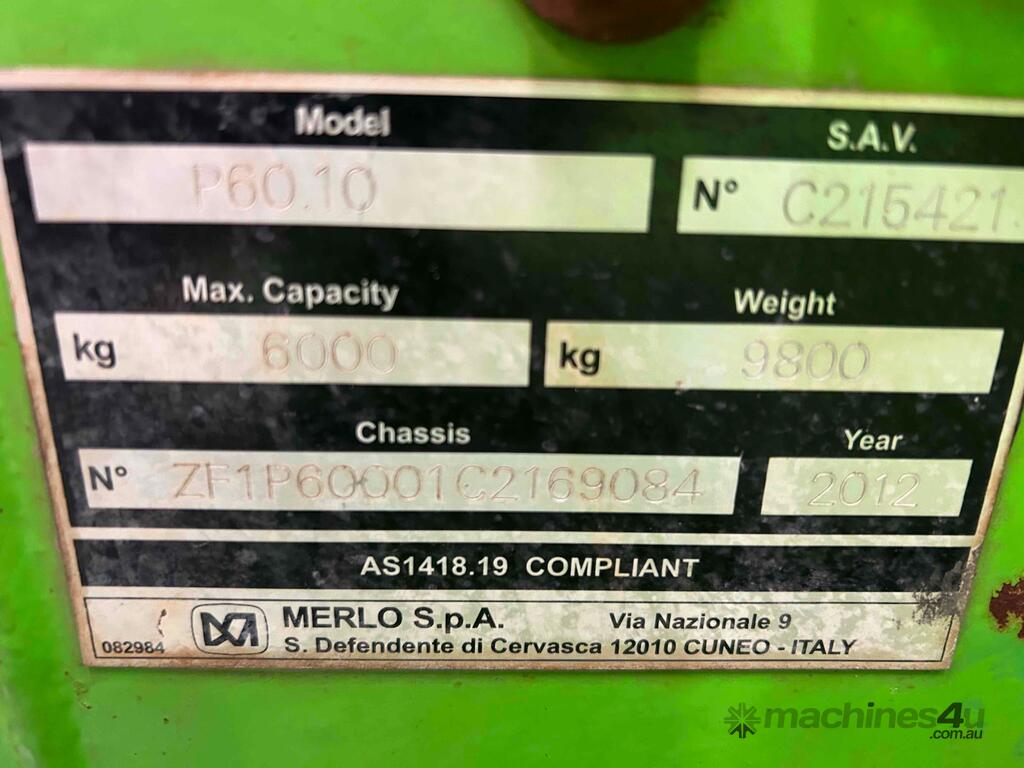 Model
S.A.V.
P60.10
N° C215421
Max. Capacity
Weight
kg 6000
kg 9800
Chassis
Year
N° ZF1P60001C2169084
2012
AS1418.19 COMPLIANT
MERLO S.p.A. Via Nazionale 9
082984 S. Defendente di Cervasca 12010 CUNEO - ITALY
machines4u
.com.au